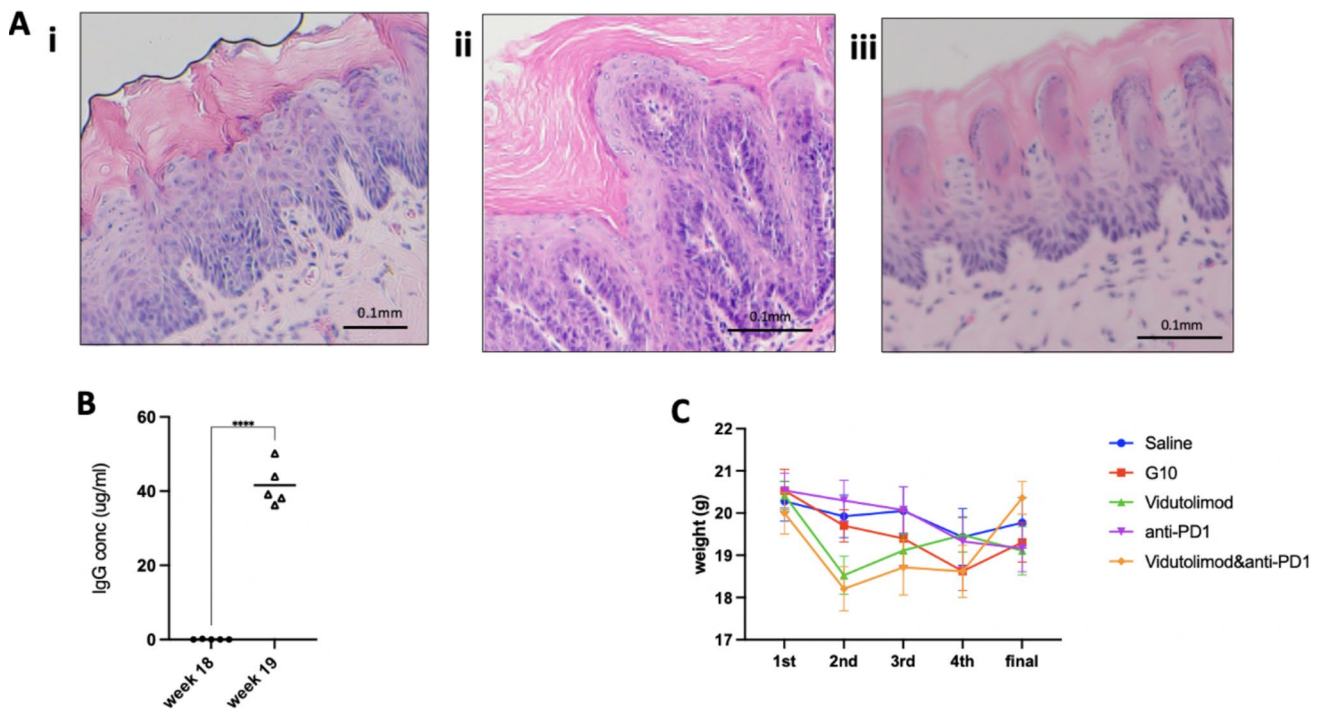 A
i
ii
iii
0.1mm
0.1mm
0.1mm
B
60
40
20
0
IgG conc (ug/ml)
****
week 18
week 19
C
22
21
20
19
18
17
weight (g)
1st 2nd 3rd 4th final
Saline
G10
Vidutolimod
anti-PD1
Vidutolimod&anti-PD1